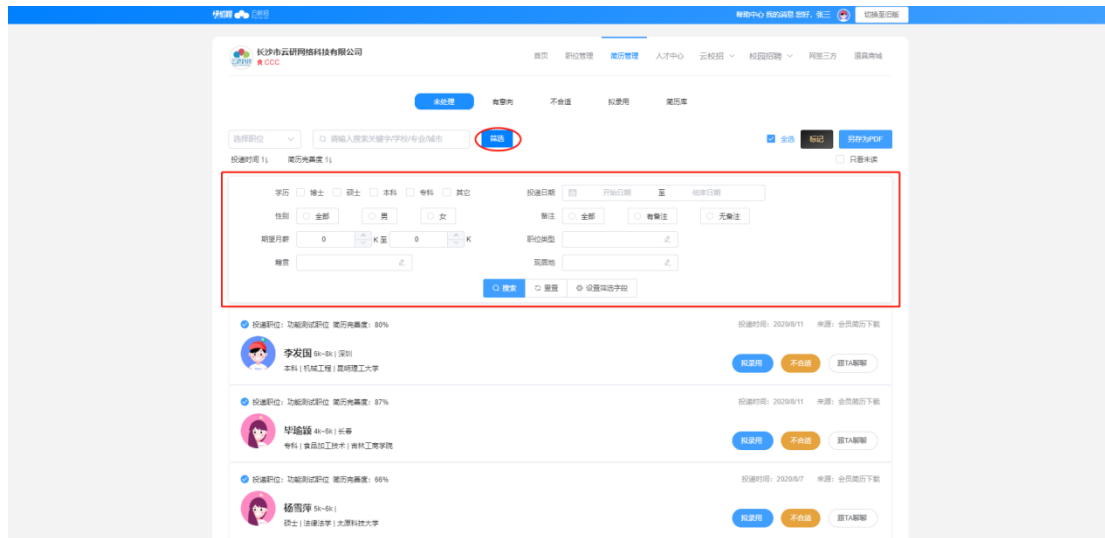 帮助中心 我的消息 您好，张三 切换至旧版
长沙市云研网络科技有限公司
CCC
首页 职位管理 简历管理 人才中心 云校招 校园招聘 网签三方 道具商城
未处理 有意向 不合适 拟录用 简历库
选择职位 请输入搜索关键字/学校/专业/城市 筛选 全选 标记 另存为PDF
投递时间 简历完善度 只看未读
学历 博士 硕士 本科 专科 其它 投递日期 开始日期 至 结束日期
性别 全部 男 女 备注 全部 有备注 无备注
期望月薪 0 K 至 0 K 职位类型
籍贯 现居地
搜索 重置 设置筛选字段
投递职位：功能测试职位 简历完善度：80% 投递时间：2020/8/11 来源：会员简历下载
李发国 6k~8k | 深圳
本科 | 机械工程 | 昆明理工大学 拟录用 不合适 跟TA聊聊
投递职位：功能测试职位 简历完善度：87% 投递时间：2020/8/11 来源：会员简历下载
毕瑜颖 4k~6k | 长春
专科 | 食品加工技术 | 吉林工商学院 拟录用 不合适 跟TA聊聊
投递职位：功能测试职位 简历完善度：66% 投递时间：2020/8/7 来源：会员简历下载
杨雪萍 5k~6k |
硕士 | 法律法学 | 太原科技大学 拟录用 不合适 跟TA聊聊